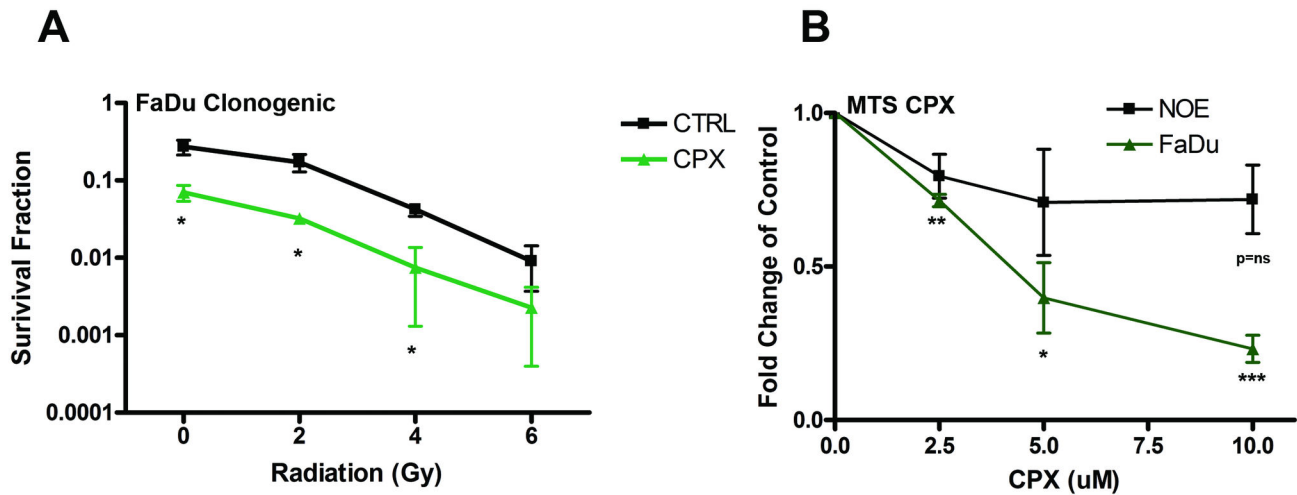 A
FaDu Clonogenic
CTRL
CPX
Surivial Fraction
1
0.1
0.01
0.001
0.0001
*
*
*
0
2
4
6
Radiation (Gy)
B
MTS CPX
NOE
FaDu
Fold Change of Control
1.0
0.5
0.0
**
*
p=ns
***
0.0
2.5
5.0
7.5
10.0
CPX (uM)